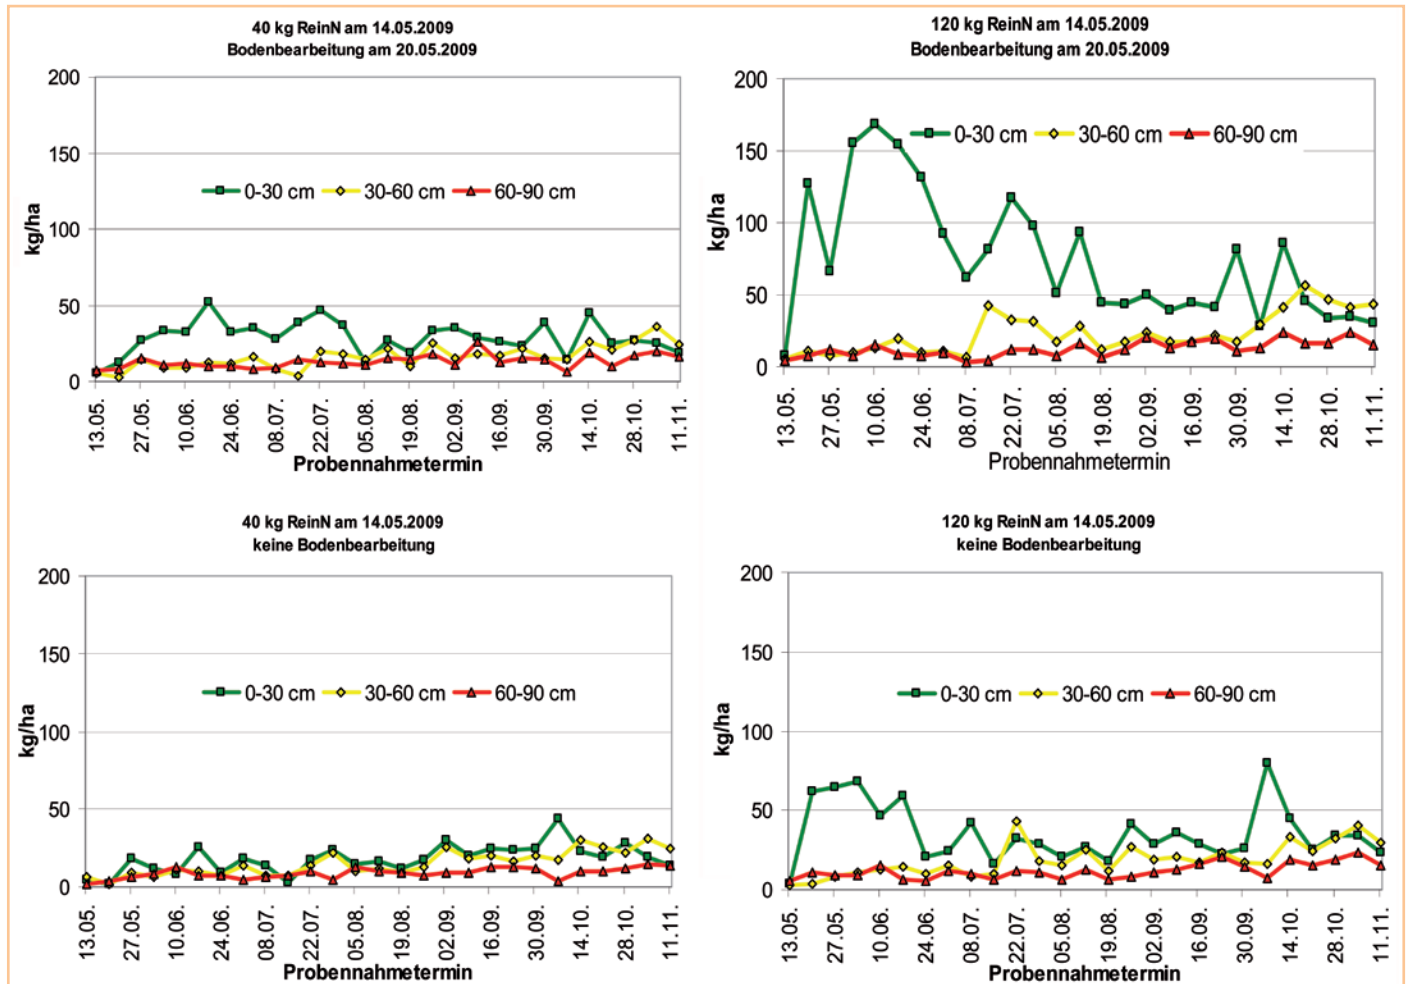 40 kg ReinN am 14.05.2009
Bodenbearbeitung am 20.05.2009
200
150
100
50
0
kg/ha
0-30 cm 30-60 cm 60-90 cm
13.05. 27.05. 10.06. 24.06. 08.07. 22.07. 05.08. 19.08. 02.09. 16.09. 30.09. 14.10. 28.10. 11.11.
Probennahmetermin
120 kg ReinN am 14.05.2009
Bodenbearbeitung am 20.05.2009
200
150
100
50
0
kg/ha
0-30 cm 30-60 cm 60-90 cm
13.05. 27.05. 10.06. 24.06. 08.07. 22.07. 05.08. 19.08. 02.09. 16.09. 30.09. 14.10. 28.10. 11.11.
Probennahmetermin
40 kg ReinN am 14.05.2009
keine Bodenbearbeitung
200
150
100
50
0
kg/ha
0-30 cm 30-60 cm 60-90 cm
13.05. 27.05. 10.06. 24.06. 08.07. 22.07. 05.08. 19.08. 02.09. 16.09. 30.09. 14.10. 28.10. 11.11.
Probennahmetermin
120 kg ReinN am 14.05.2009
keine Bodenbearbeitung
200
150
100
50
0
kg/ha
0-30 cm 30-60 cm 60-90 cm
13.05. 27.05. 10.06. 24.06. 08.07. 22.07. 05.08. 19.08. 02.09. 16.09. 30.09. 14.10. 28.10. 11.11.
Probennahmetermin